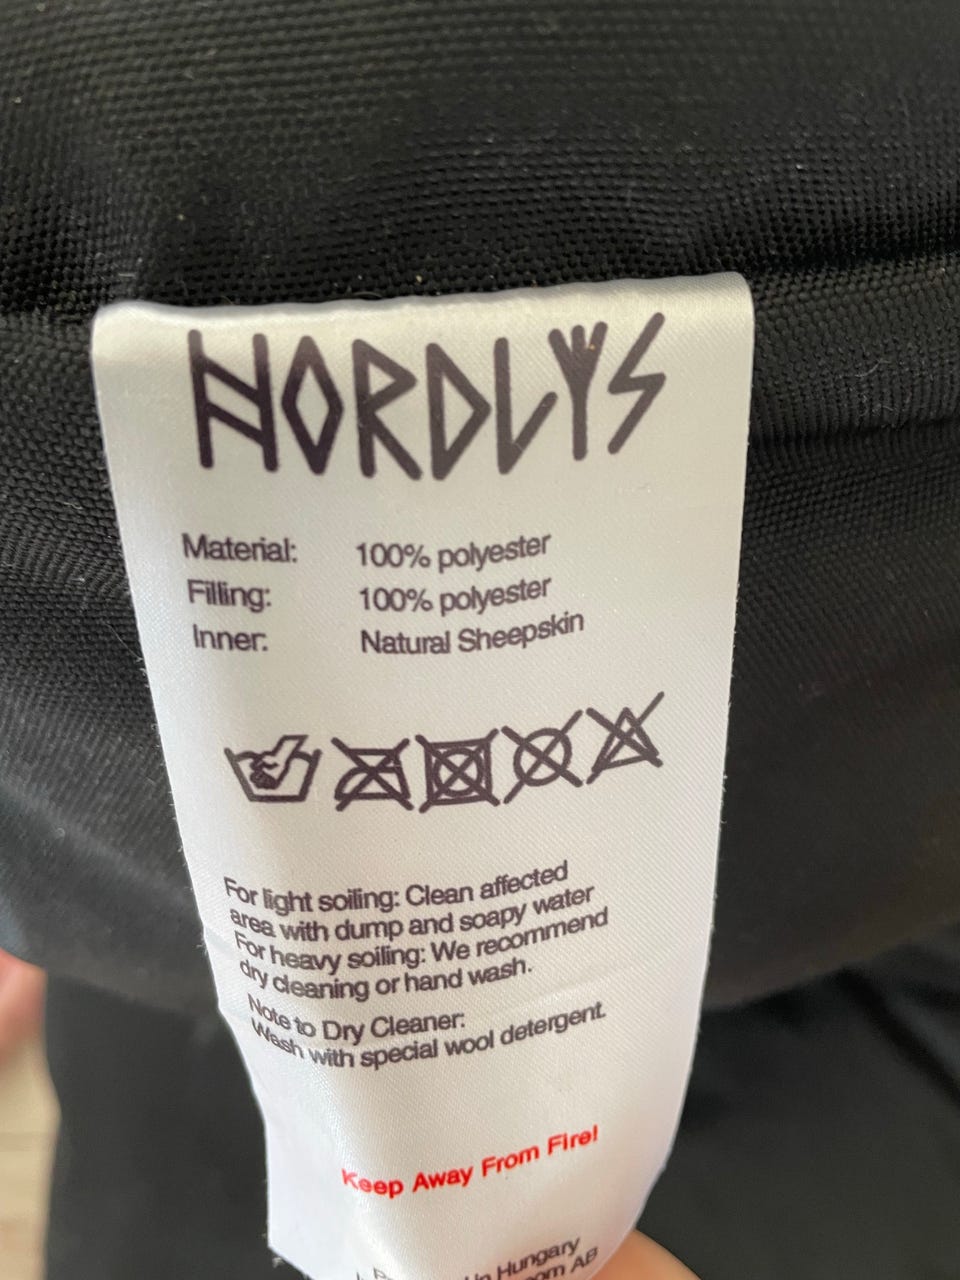 NORDLYS
Material: 100% polyester
Filling: 100% polyester
Inner: Natural Sheepskin
For light soiling: Clean affected
area with dump and soapy water
For heavy soiling: We recommend
dry cleaning or hand wash.
Note to Dry Cleaner:
Wash with special wool detergent.
Keep Away From Fire!
In Hungary
AB